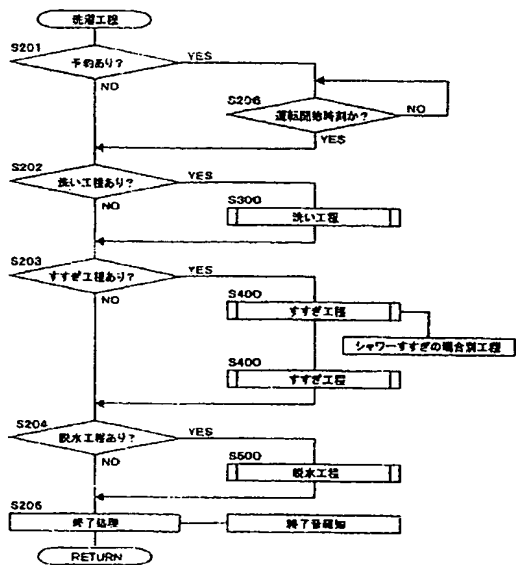 洗濯工程
S201
予約あり?
YES
NO
S206
運転開始時刻か?
NO
YES
S202
洗い工程あり?
YES
NO
S300
洗い工程
S203
すすぎ工程あり?
YES
NO
S400
すすぎ工程
シャワーすすぎの場合別工程
S400
すすぎ工程
S204
脱水工程あり?
YES
NO
S500
脱水工程
S205
終了処理
終了音報知
RETURN